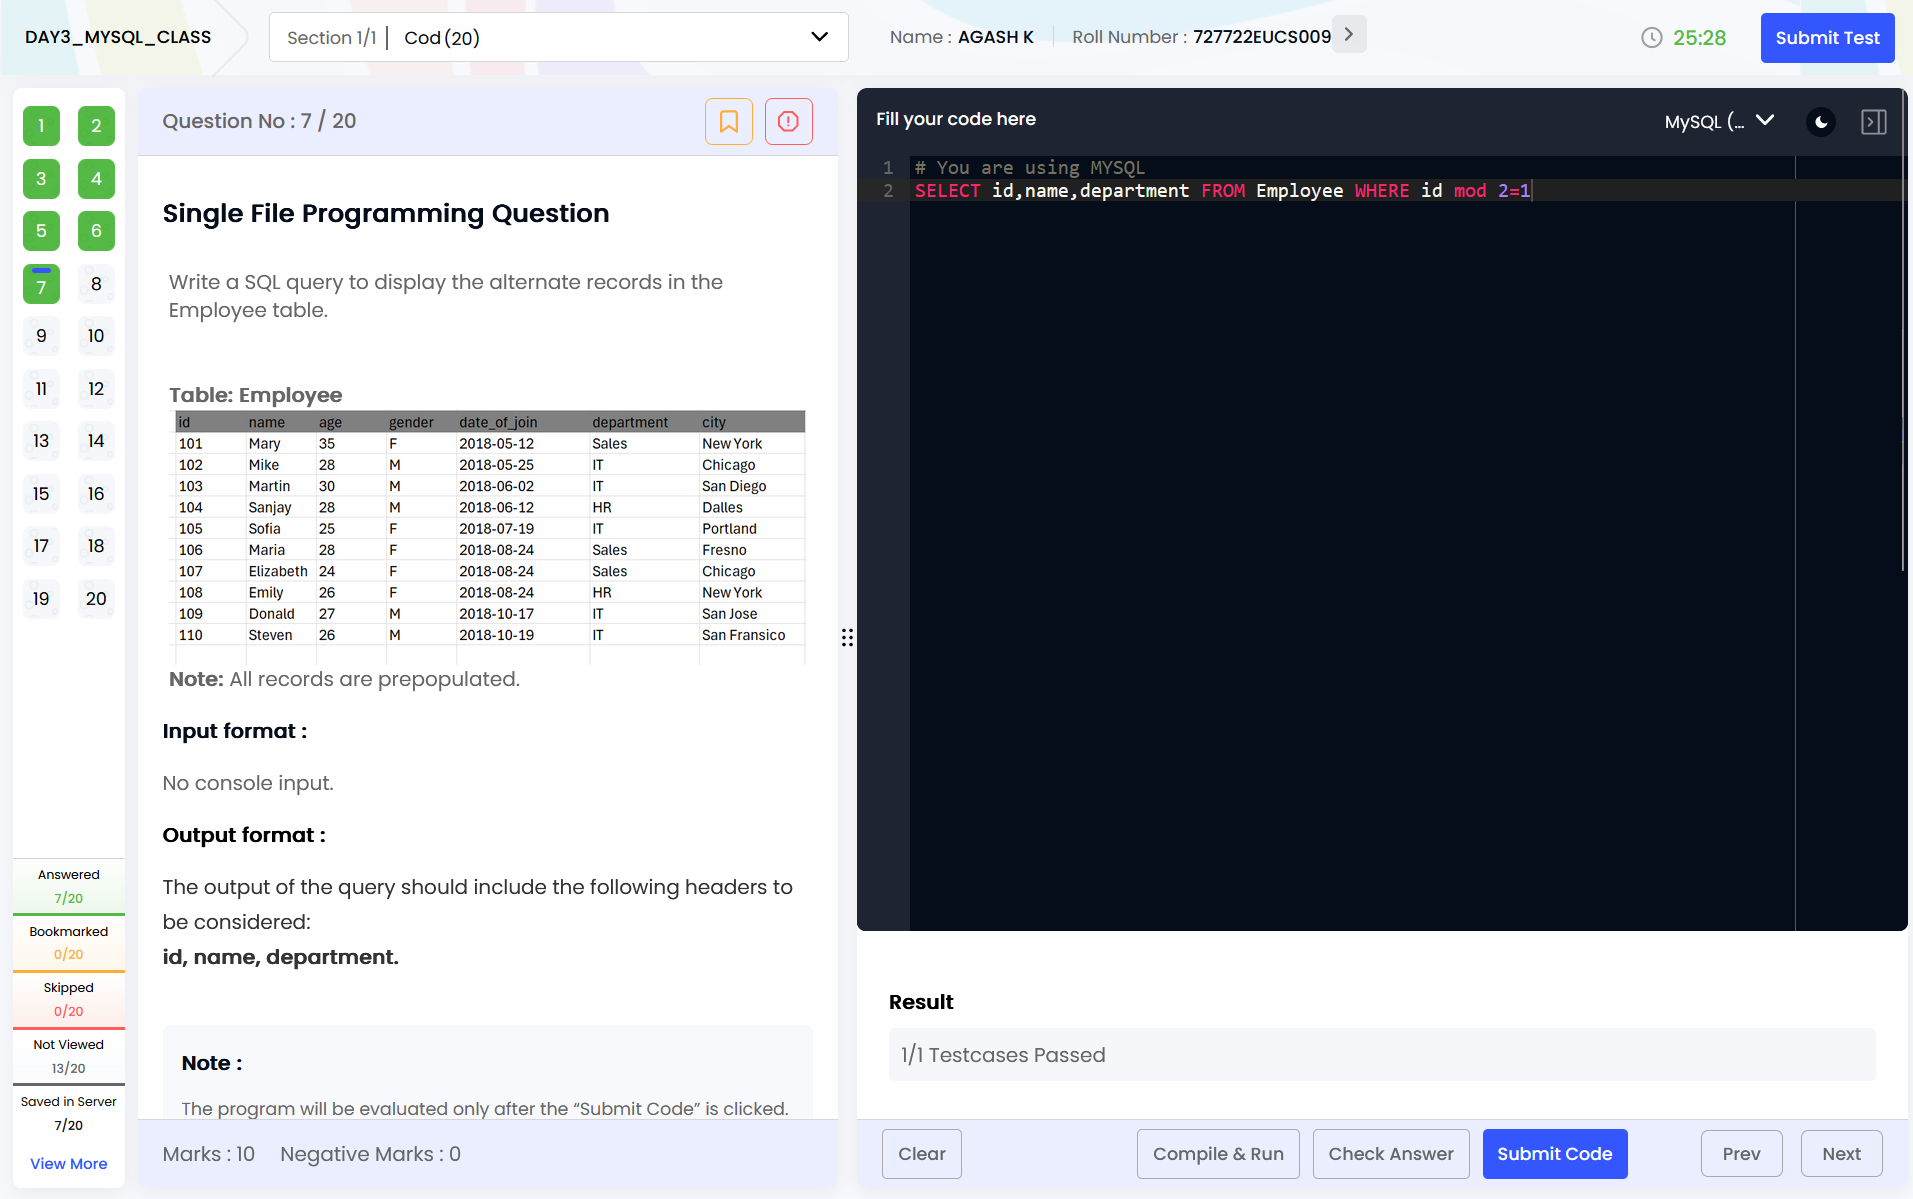 DAY3_MYSQL_CLASS
Section 1/1 | Cod (20)
Name : AGASH K
Roll Number : 727722EUCS009
25:28
Submit Test
1 2
3 4
5 6
7 8
9 10
11 12
13 14
15 16
17 18
19 20
Answered
7/20
Bookmarked
0/20
Skipped
0/20
Not Viewed
13/20
Saved in Server
7/20
View More
Question No : 7 / 20
Single File Programming Question
Write a SQL query to display the alternate records in the
Employee table.
Table: Employee
id name age gender date_of_join department city
101 Mary 35 F 2018-05-12 Sales New York
102 Mike 28 M 2018-05-25 IT Chicago
103 Martin 30 M 2018-06-02 IT San Diego
104 Sanjay 28 M 2018-06-12 HR Dalles
105 Sofia 25 F 2018-07-19 IT Portland
106 Maria 28 F 2018-08-24 Sales Fresno
107 Elizabeth 24 F 2018-08-24 Sales Chicago
108 Emily 26 F 2018-08-24 HR New York
109 Donald 27 M 2018-10-17 IT San Jose
110 Steven 26 M 2018-10-19 IT San Fransico
Note: All records are prepopulated.
Input format :
No console input.
Output format :
The output of the query should include the following headers to
be considered:
id, name, department.
Note :
The program will be evaluated only after the “Submit Code” is clicked.
Marks : 10 Negative Marks : 0
Fill your code here
MySQL (...
1 # You are using MYSQL
2 SELECT id,name,department FROM Employee WHERE id mod 2=1
Result
1/1 Testcases Passed
Clear
Compile & Run
Check Answer
Submit Code
Prev
Next